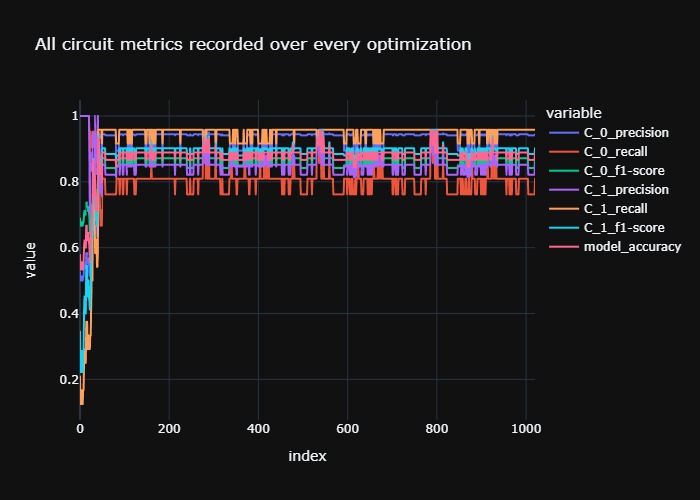 All circuit metrics recorded over every optimization
variable
C_0_precision
C_0_recall
C_0_f1-score
C_1_precision
C_1_recall
C_1_f1-score
model_accuracy
value
1
0.8
0.6
0.4
0.2
0 200 400 600 800 1000
index